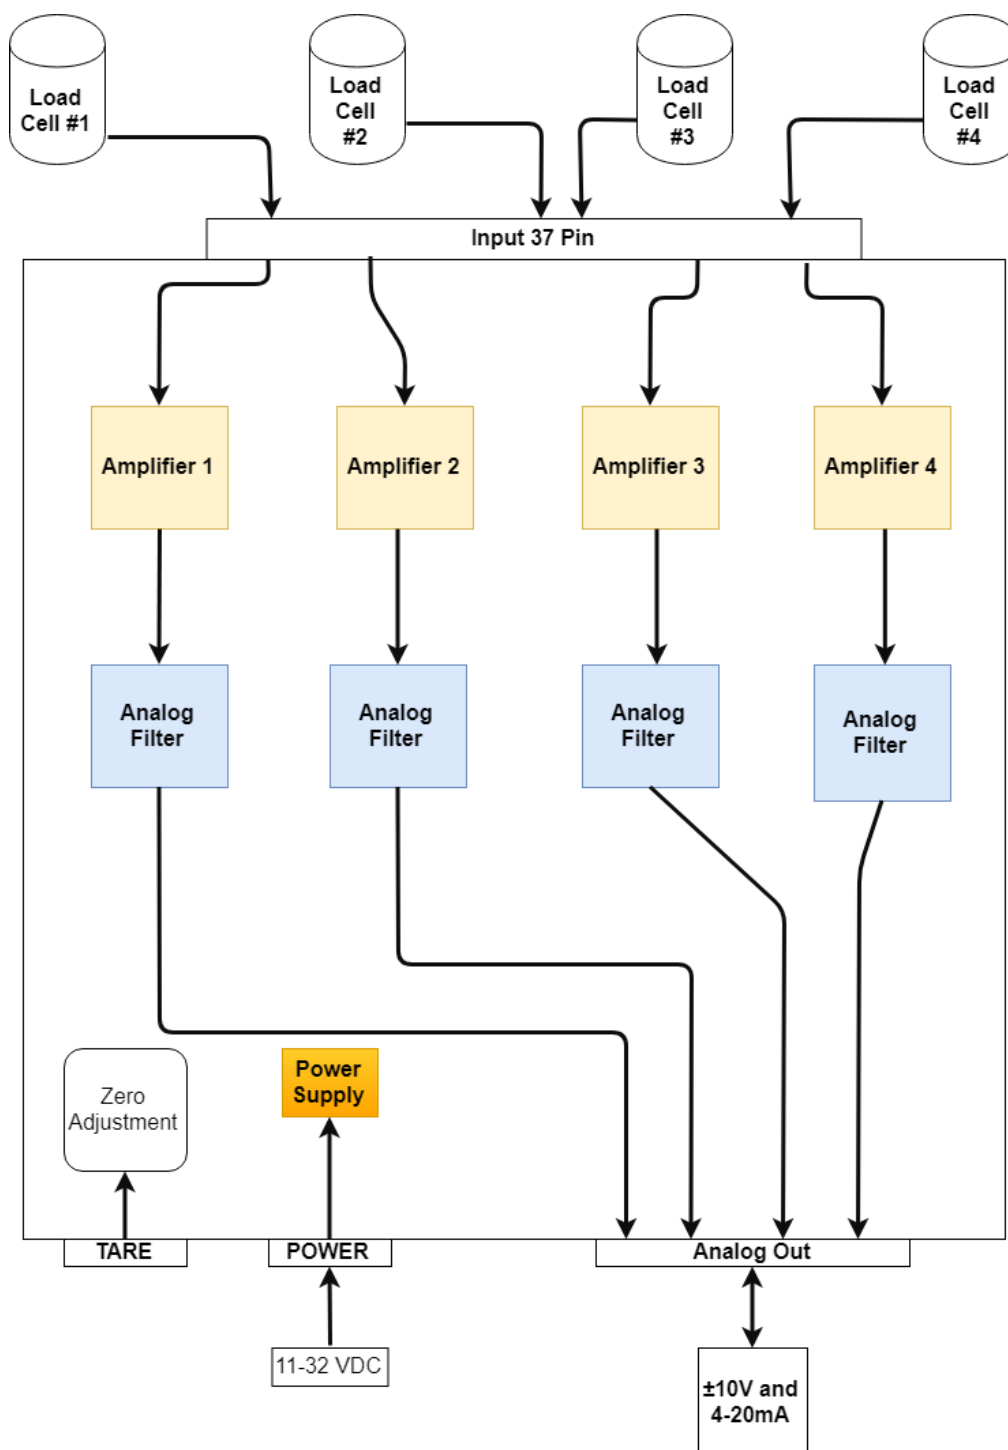 Load
Cell #1
Load
Cell
#2
Load
Cell
#3
Load
Cell
#4
Input 37 Pin
Amplifier 1
Amplifier 2
Amplifier 3
Amplifier 4
Analog
Filter
Analog
Filter
Analog
Filter
Analog
Filter
Zero
Adjustment
Power
Supply
TARE
POWER
Analog Out
11-32 VDC
±10V and
4-20mA